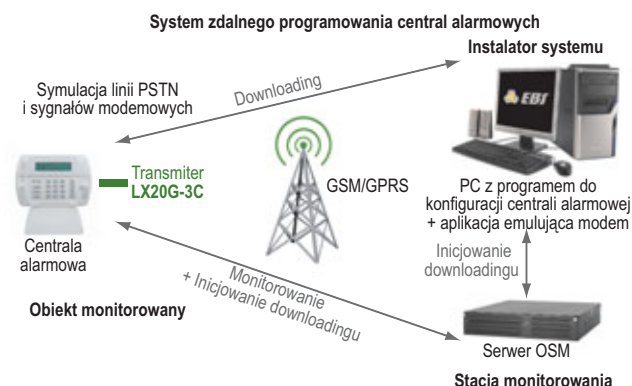 System zdalnego programowania central alarmowych
Instalator systemu
Symulacja linii PSTN
i sygnałów modemowych
Downloading
EBS
Transmiter
LX20G-3C
GSM/GPRS
PC z programem do
konfiguracji centrali alarmowej
+ aplikacja emulująca modem
Centrala
alarmowa
Inicjowanie
downloadingu
Monitorowanie
+ Inicjowanie downloadingu
Obiekt monitorowany
Serwer OSM
Stacja monitorowania